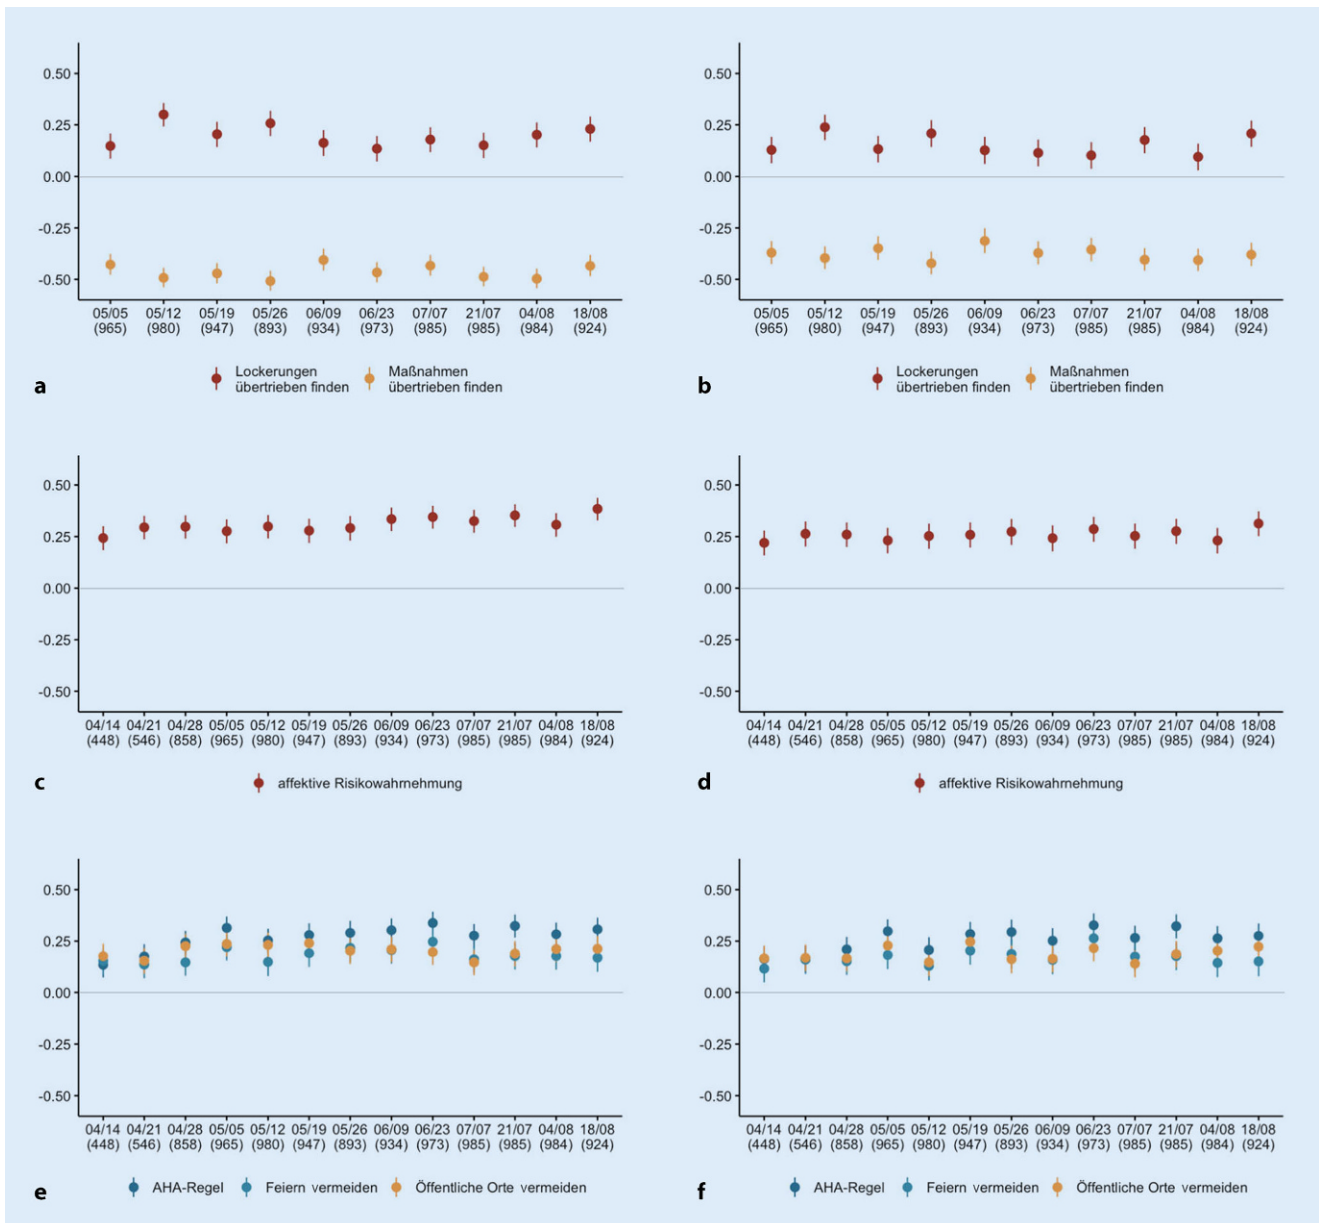 0.50
0.25
0.00
-0.25
-0.50
05/05 05/12 05/19 05/26 06/09 06/23 07/07 21/07 04/08 18/08
(965) (980) (947) (893) (934) (973) (985) (985) (984) (924)
Lockerungen Maßnahmen
übertrieben finden übertrieben finden
a
0.50
0.25
0.00
-0.25
-0.50
05/05 05/12 05/19 05/26 06/09 06/23 07/07 21/07 04/08 18/08
(965) (980) (947) (893) (934) (973) (985) (985) (984) (924)
Lockerungen Maßnahmen
übertrieben finden übertrieben finden
b
0.50
0.25
0.00
-0.25
-0.50
04/14 04/21 04/28 05/05 05/12 05/19 05/26 06/09 06/23 07/07 21/07 04/08 18/08
(448) (546) (858) (965) (980) (947) (893) (934) (973) (985) (985) (984) (924)
c affektive Risikowahrnehmung
0.50
0.25
0.00
-0.25
-0.50
04/14 04/21 04/28 05/05 05/12 05/19 05/26 06/09 06/23 07/07 21/07 04/08 18/08
(448) (546) (858) (965) (980) (947) (893) (934) (973) (985) (985) (984) (924)
d affektive Risikowahrnehmung
0.50
0.25
0.00
-0.25
-0.50
04/14 04/21 04/28 05/05 05/12 05/19 05/26 06/09 06/23 07/07 21/07 04/08 18/08
(448) (546) (858) (965) (980) (947) (893) (934) (973) (985) (985) (984) (924)
e AHA-Regel Feiern vermeiden Öffentliche Orte vermeiden
0.50
0.25
0.00
-0.25
-0.50
04/14 04/21 04/28 05/05 05/12 05/19 05/26 06/09 06/23 07/07 21/07 04/08 18/08
(448) (546) (858) (965) (980) (947) (893) (934) (973) (985) (985) (984) (924)
f AHA-Regel Feiern vermeiden Öffentliche Orte vermeiden